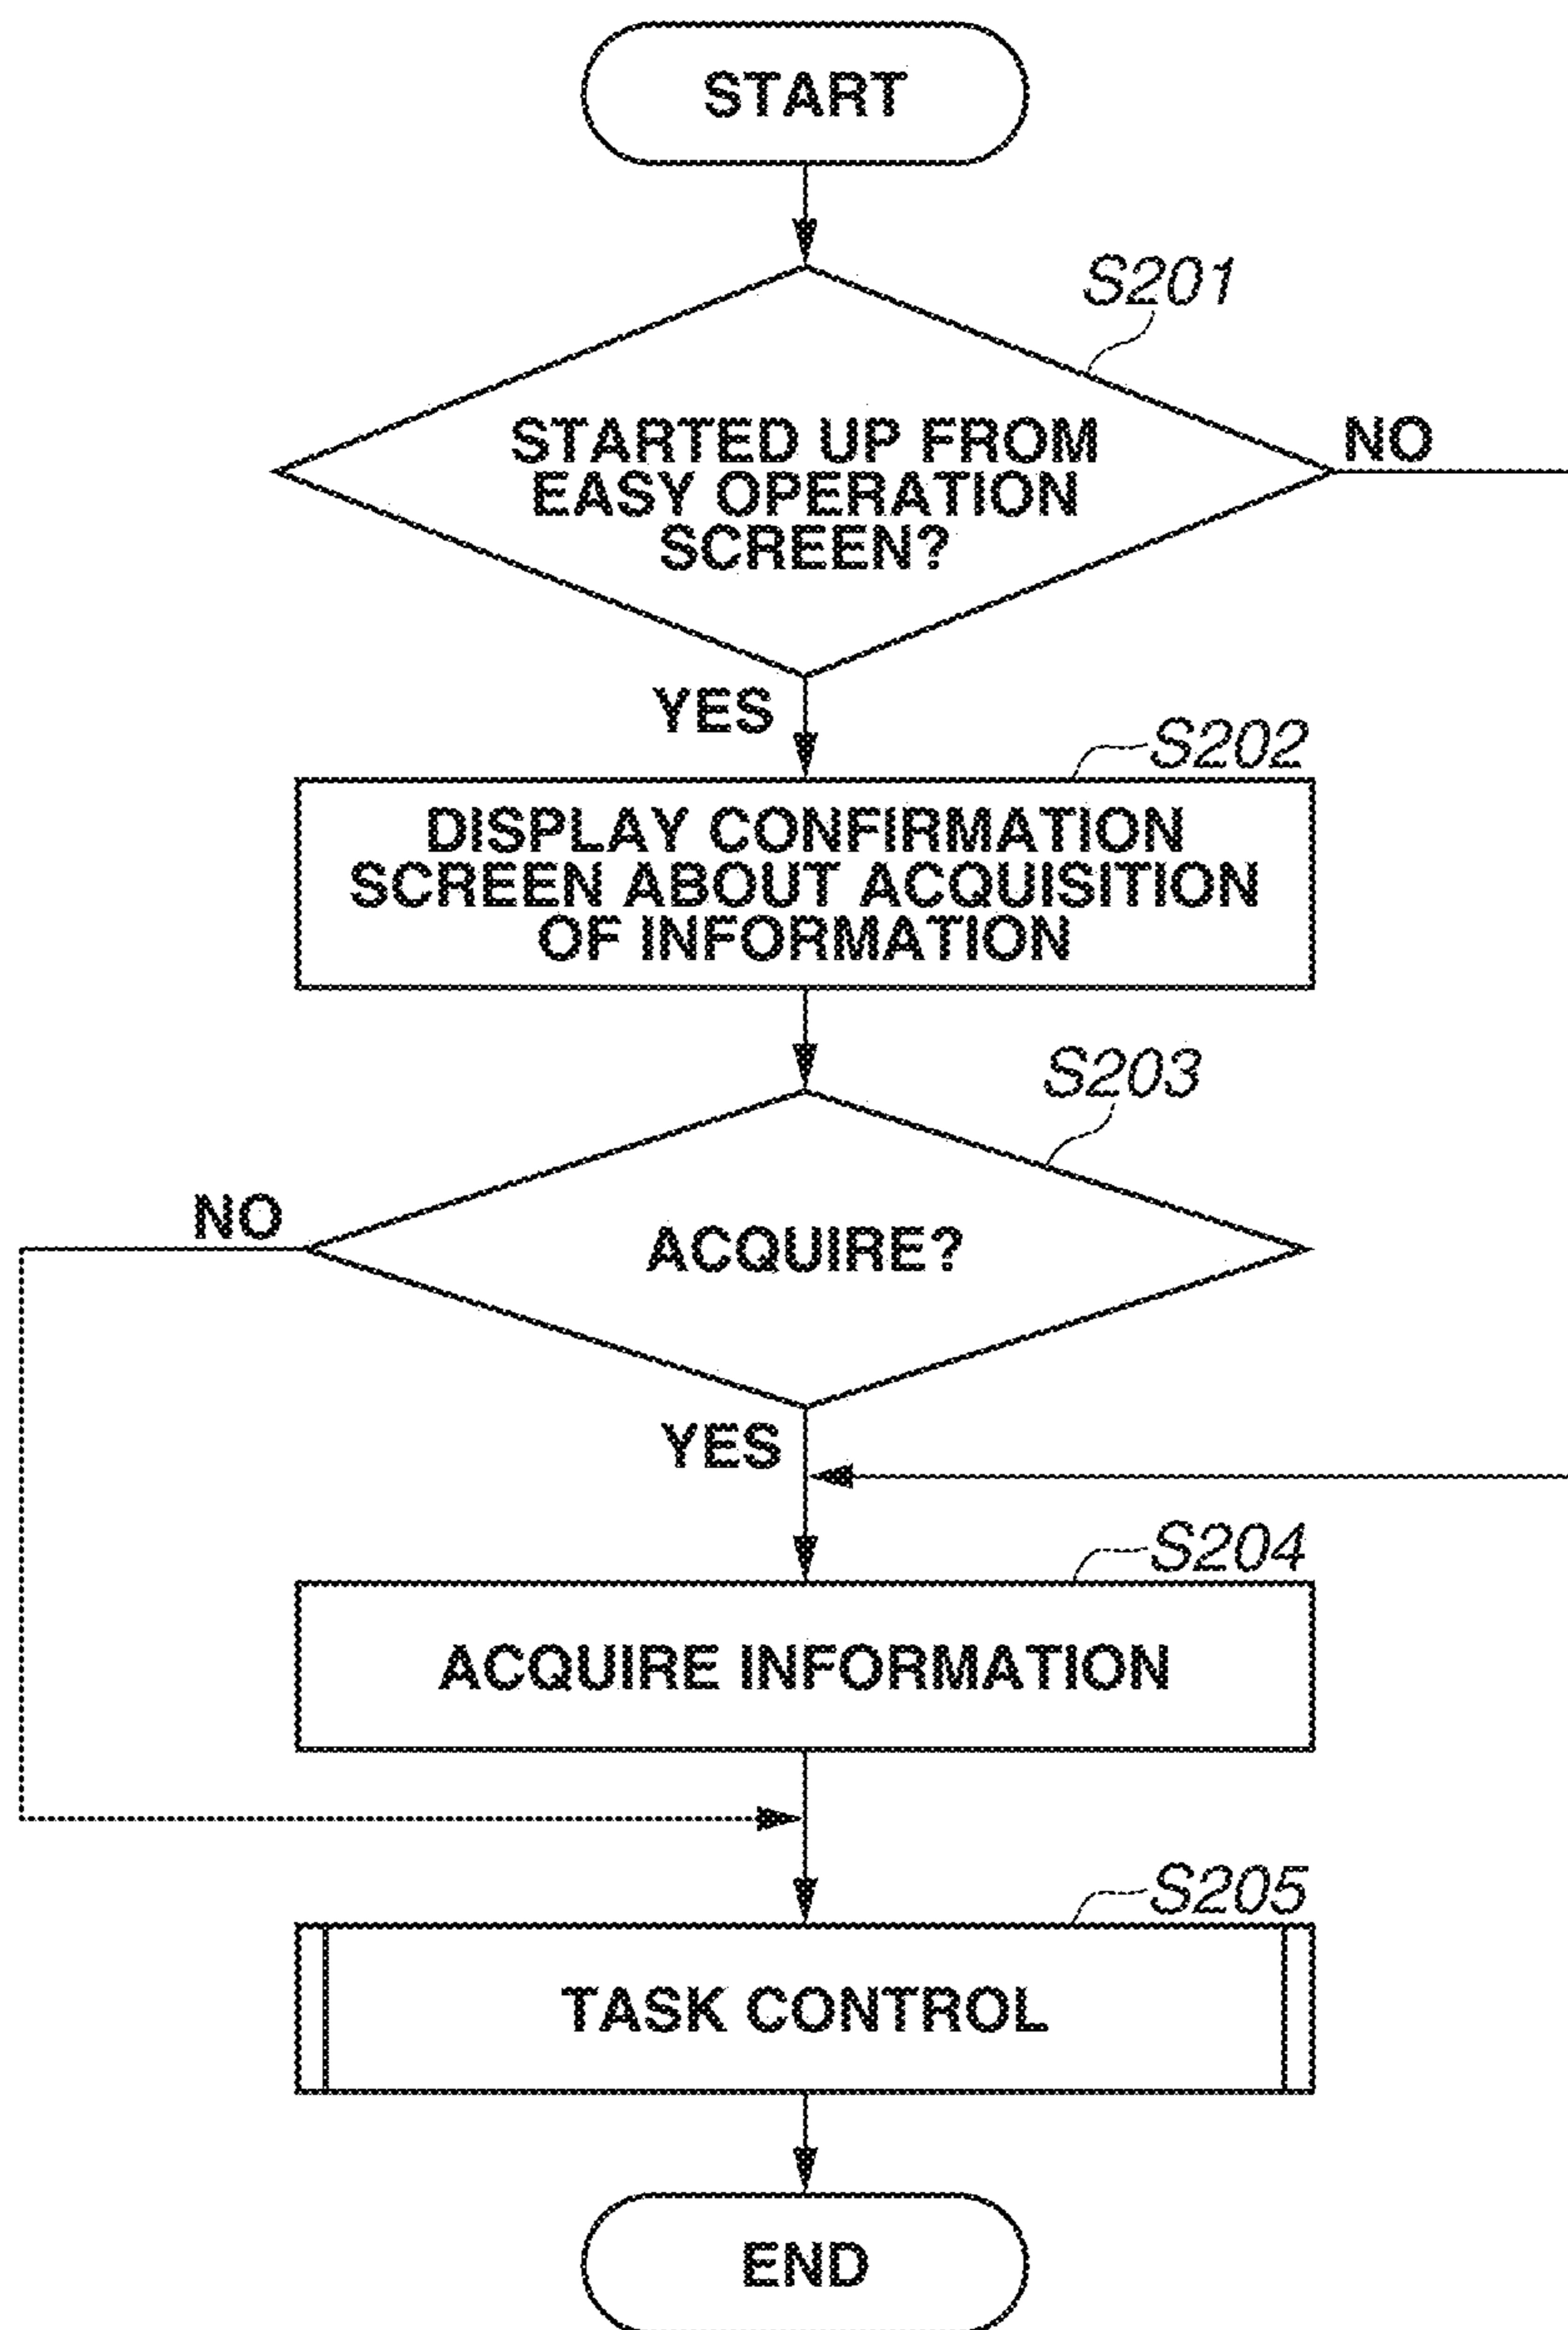 START
S201
STARTED UP FROM
EASY OPERATION
SCREEN?
NO
YES
S202
DISPLAY CONFIRMATION
SCREEN ABOUT ACQUISITION
OF INFORMATION
S203
NO
ACQUIRE?
YES
S204
ACQUIRE INFORMATION
S205
TASK CONTROL
END